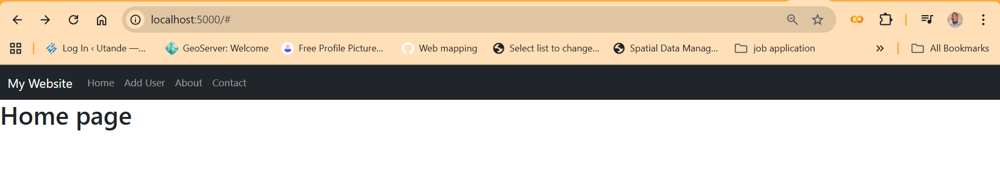 localhost:5000/#
Log In ‹ Utande —... GeoServer: Welcome Free Profile Picture... Web mapping Select list to change... Spatial Data Manag... job application » All Bookmarks
My Website Home Add User About Contact
Home page